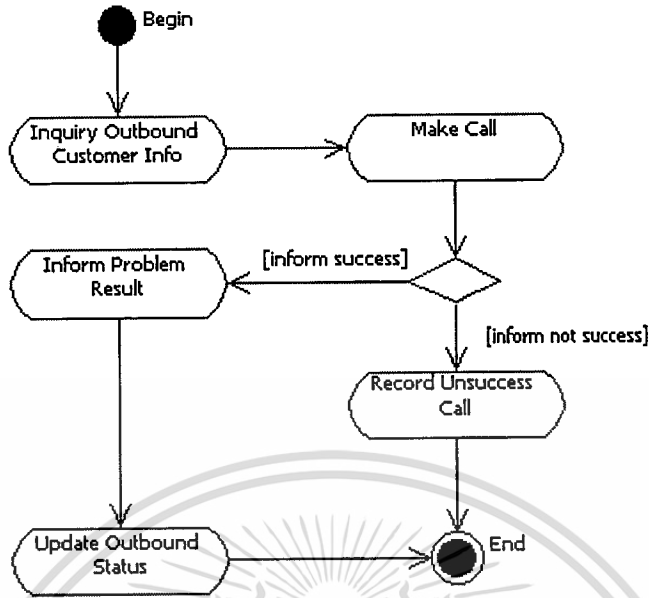 Begin
Inquiry Outbound
Customer Info
Make Call
Inform Problem
Result
[inform success]
[inform not success]
Record Unsuccess
Call
Update Outbound
Status
End